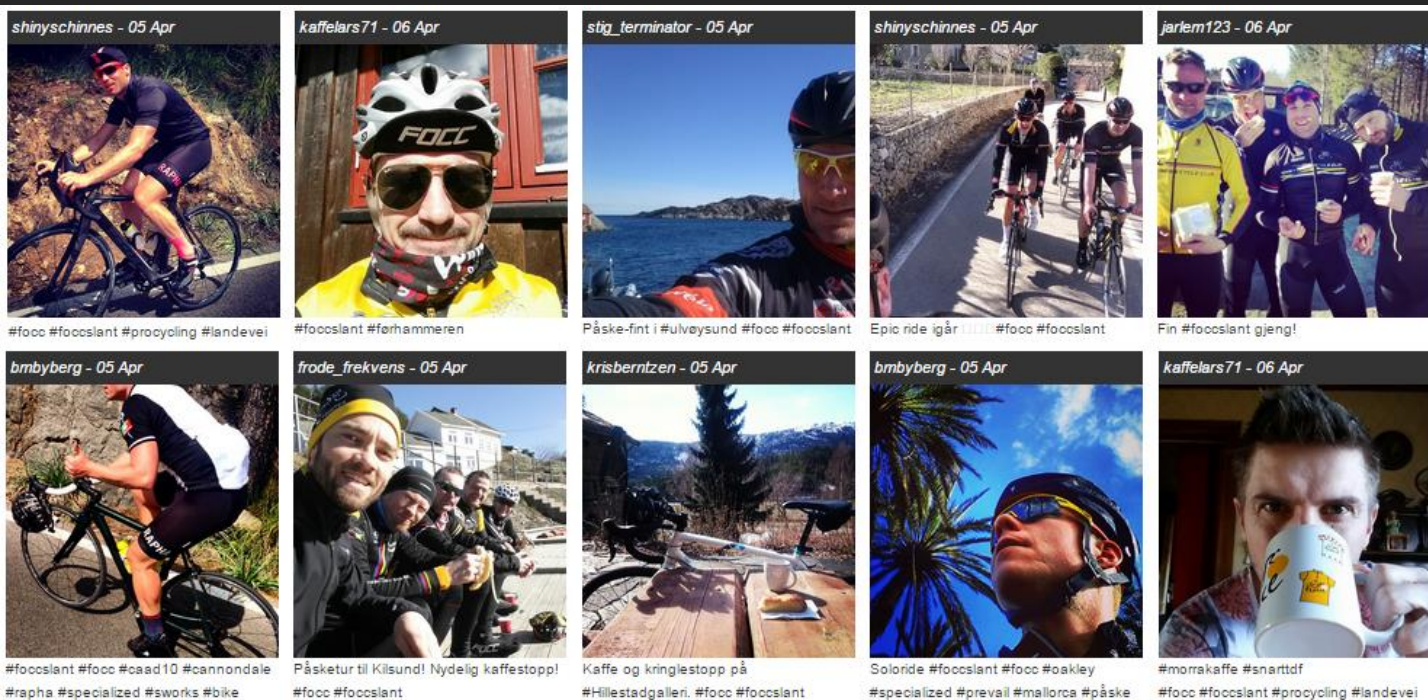 shinyschinnes - 05 Apr
kaffelars71 - 06 Apr
stig_terminator - 05 Apr
shinyschinnes - 05 Apr
jarlem123 - 06 Apr
FOCC
#focc #foccslant #procycling #landevei
#foccslant #førhammeren
Påske-fint i #ulvøysund #focc #foccslant
Epic ride igår #focc #foccslant
Fin #foccslant gjeng!
bmbyberg - 05 Apr
frode_frekvens - 05 Apr
krisberntzen - 05 Apr
bmbyberg - 05 Apr
kaffelars71 - 06 Apr
#foccslant #focc #caad10 #cannondale
#rapha #specialized #sworks #bike
Påsketur til Kilsund! Nydelig kaffestopp!
#focc #foccslant
Kaffe og kringlestopp på
#Hillestadgalleri. #focc #foccslant
Soloride #foccslant #focc #oakley
#specialized #prevail #mallorca #påske
#morrakaffe #snarttdf
#focc #foccslant #procycling #landevei